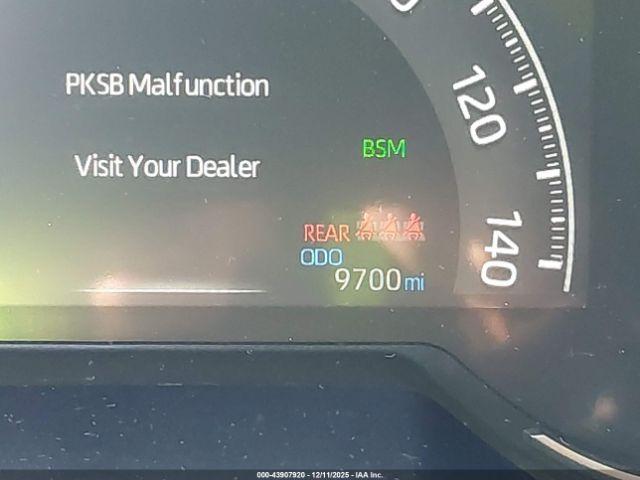 PKSB Malfunction
120
BSM
Visit Your Dealer
REAR
140
ODO
9700 mi
000-43907920 - 12/11/2025 - IAA Inc.